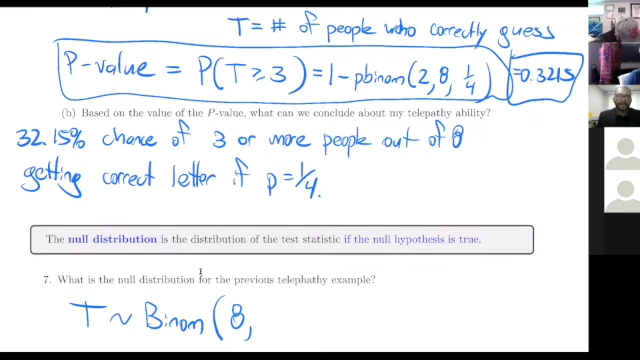 T = # of people who correctly guess
P-value = P(T ≥ 3) = 1 - pbinom(2, 8, 1/4) = 0.3215
(b) Based on the value of the P-value, what can we conclude about my telepathy ability?
32.15% chance of 3 or more people out of 8
getting correct letter if p = 1/4.
The null distribution is the distribution of the test statistic if the null hypothesis is true.
7. What is the null distribution for the previous telephathy example?
T ~ Binom(8,